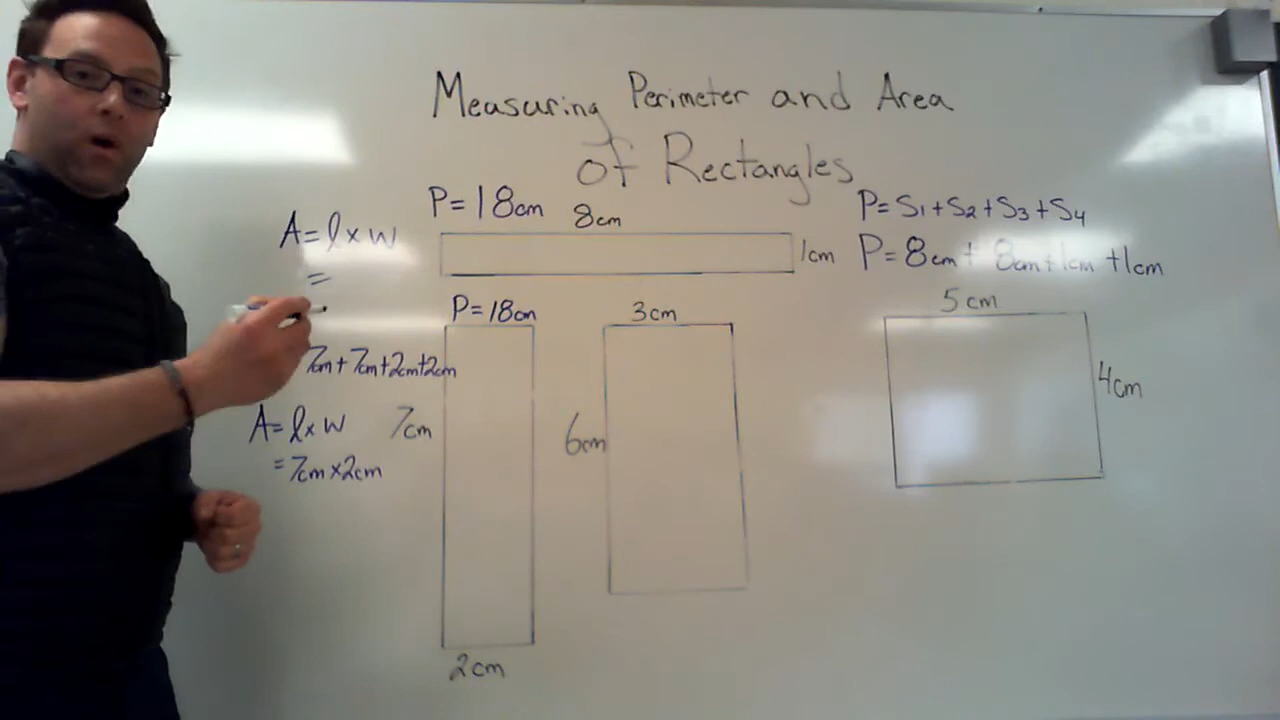 Measuring Perimeter and Area
of Rectangles
P=18cm
8cm
1cm
P=S1+S2+S3+S4
P=8cm+ 8cm+1cm +1cm
A=l×w
=
P=18cm
7cm+7cm+2cm+2cm
A=l×w
=7cm×2cm
7cm
2cm
3cm
6cm
5cm
4cm